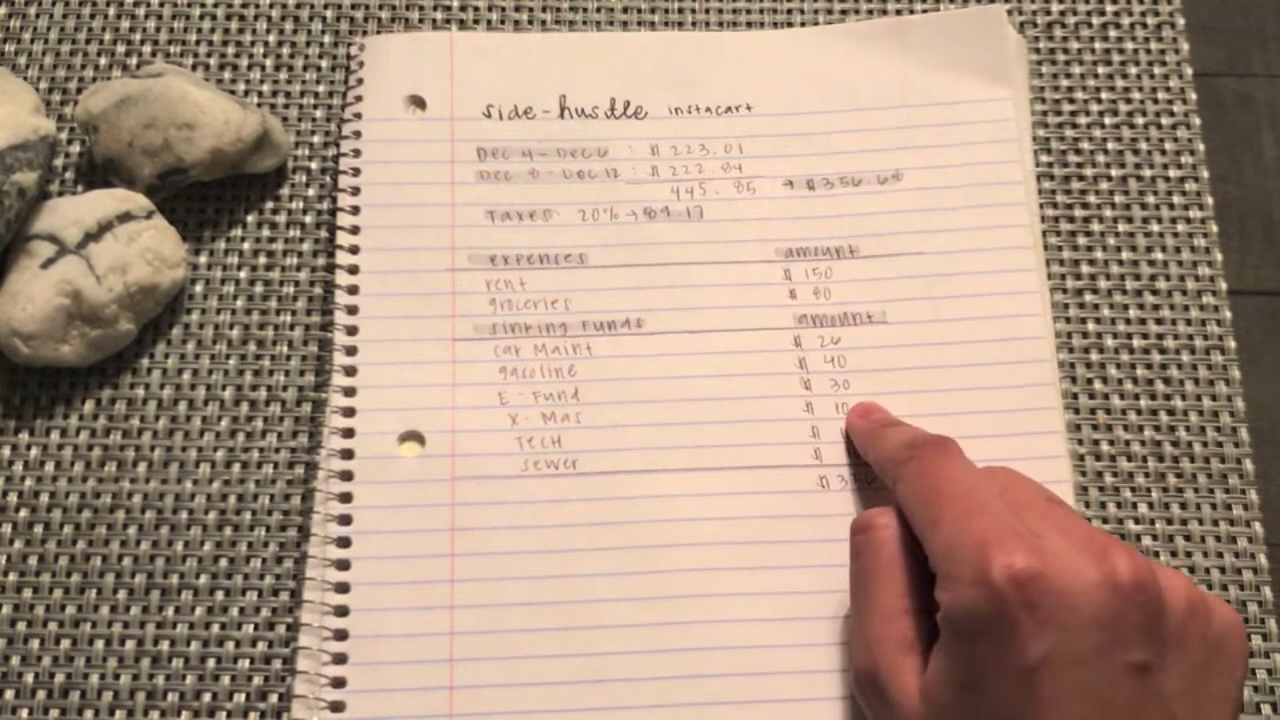 side-hustle instacart
Dec 4 - Dec 6 : $ 223.01
Dec 8 - Dec 12 : $ 222.84
445.85 → $356.68
Taxes: 20% → 89.17
expenses amount
rent $ 150
groceries $ 80
sinking Funds amount
car Maint $ 26
gasoline $ 40
E-Fund $ 30
X-Mas $ 10
TECH $
sewer $
$ 356